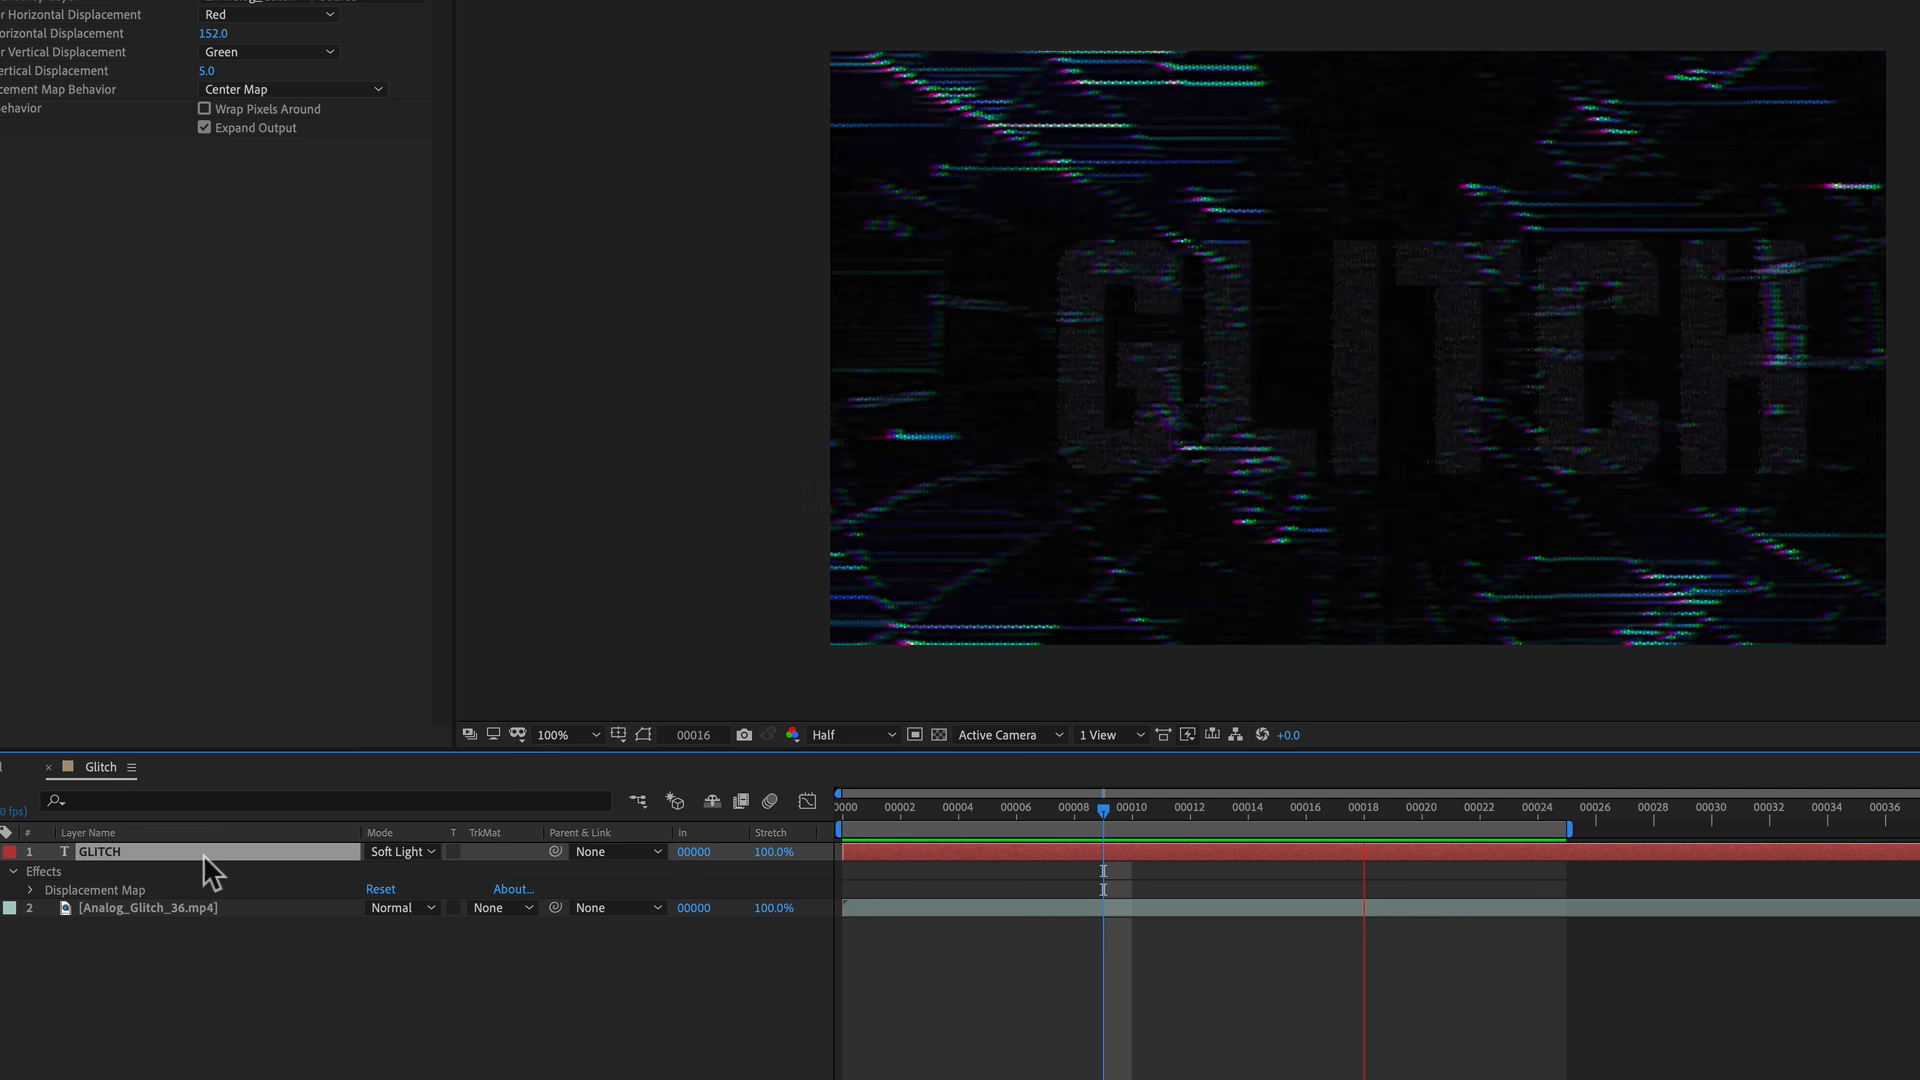 r Horizontal Displacement Red
orizontal Displacement 152.0
r Vertical Displacement Green
ertical Displacement 5.0
cement Map Behavior Center Map
ehavior Wrap Pixels Around
Expand Output
GLITCH
100% 00016 Half Active Camera 1 View +0.0
Glitch
0 fps)
0000 00002 00004 00006 00008 00010 00012 00014 00016 00018 00020 00022 00024 00026 00028 00030 00032 00034 00036
# Layer Name Mode T TrkMat Parent & Link In Stretch
1 T GLITCH Soft Light None 00000 100.0%
Effects
Displacement Map Reset About...
2 [Analog_Glitch_36.mp4] Normal None None 00000 100.0%